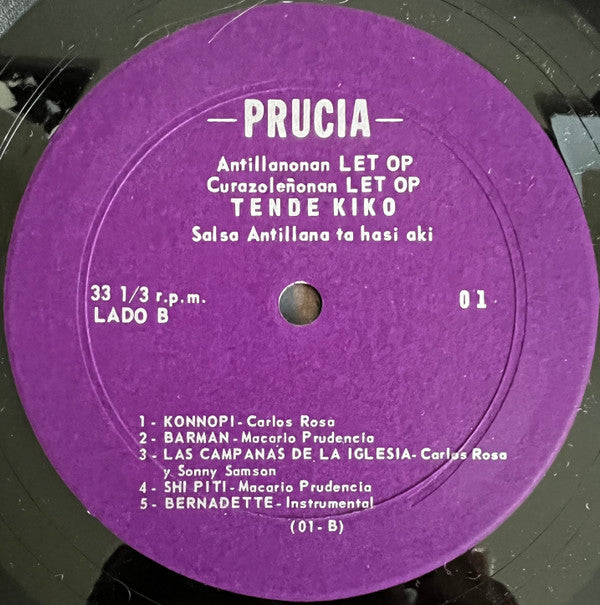 —PRUCIA—
Antillanonan LET OP
Curazoleñonan LET OP
TENDE KIKO
Salsa Antillana ta hasi aki
33 1/3 r.p.m.
LADO B
01
1 - KONNOPI - Carlos Rosa
2 - BARMAN - Macario Prudencia
3 - LAS CAMPANAS DE LA IGLESIA - Carlos Rosa
y Sonny Samson
4 - SHI PITI - Macario Prudencia
5 - BERNADETTE - Instrumental
(01-B)